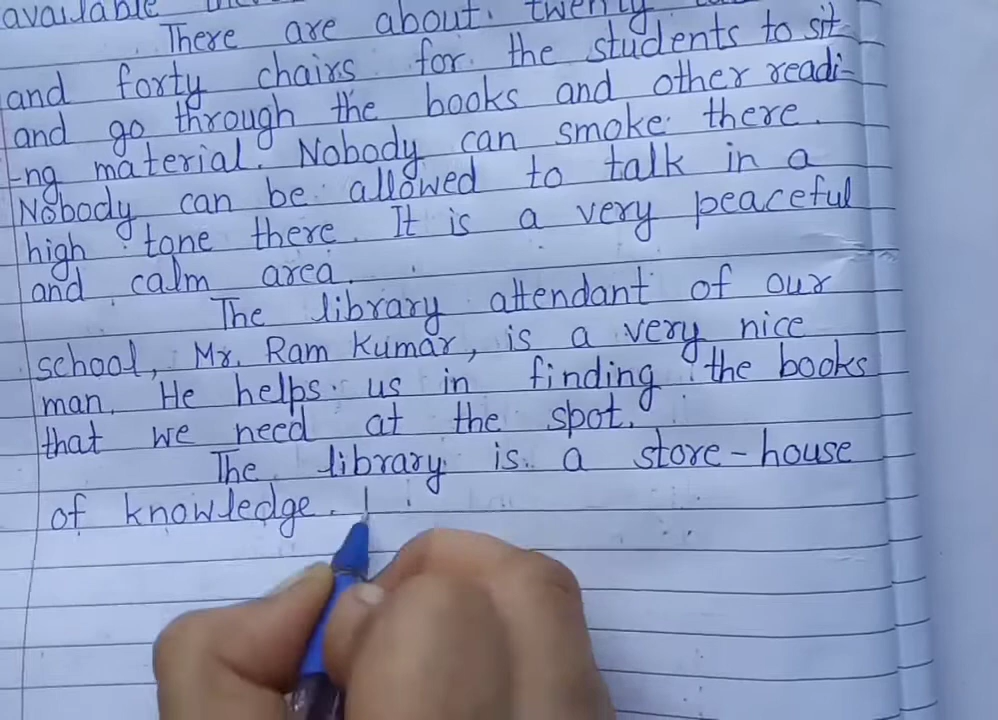 available
There are about twenty
and forty chairs for the students to sit
and go through the books and other readi-
-ng material. Nobody can smoke there.
Nobody can be allowed to talk in a
high tone there. It is a very peaceful
and calm area.
The library attendant of our
school, Mr. Ram Kumar, is a very nice
man. He helps us in finding the books
that we need at the spot.
The library is a store-house
of knowledge.